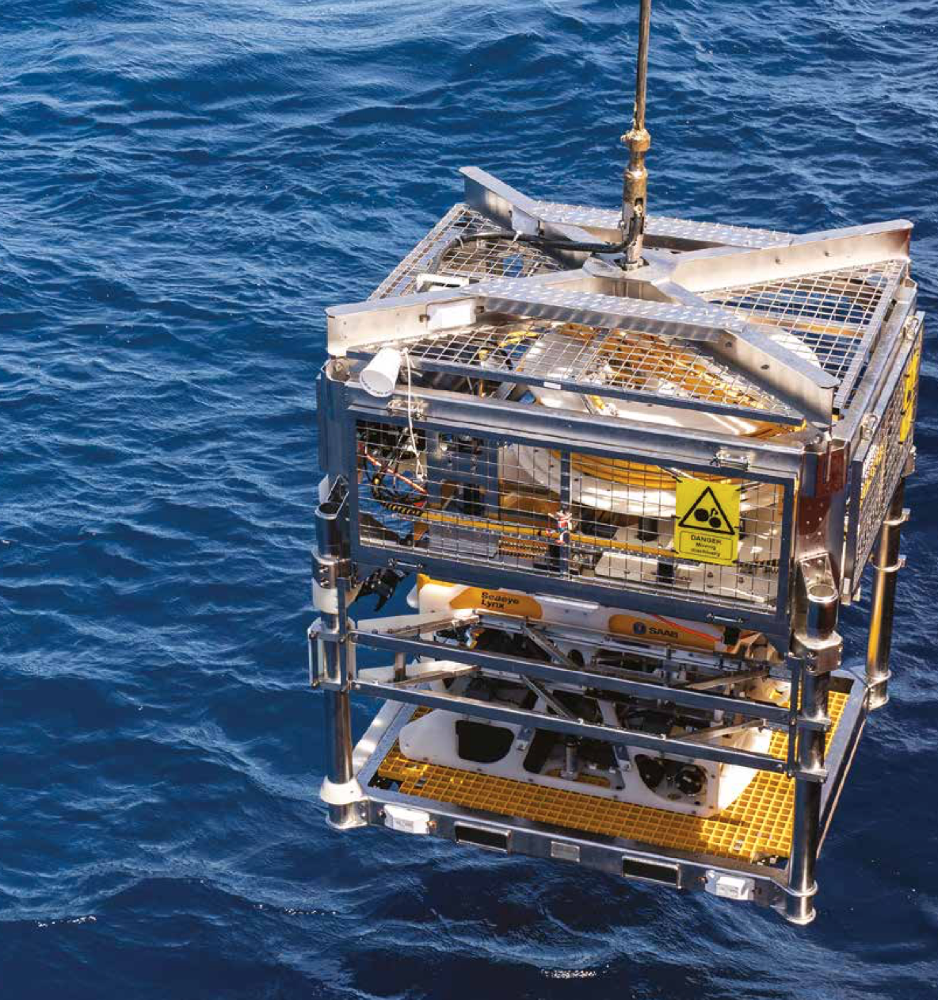 DANGER
Moving
machinery
Seaeye
Lynx
SAAB